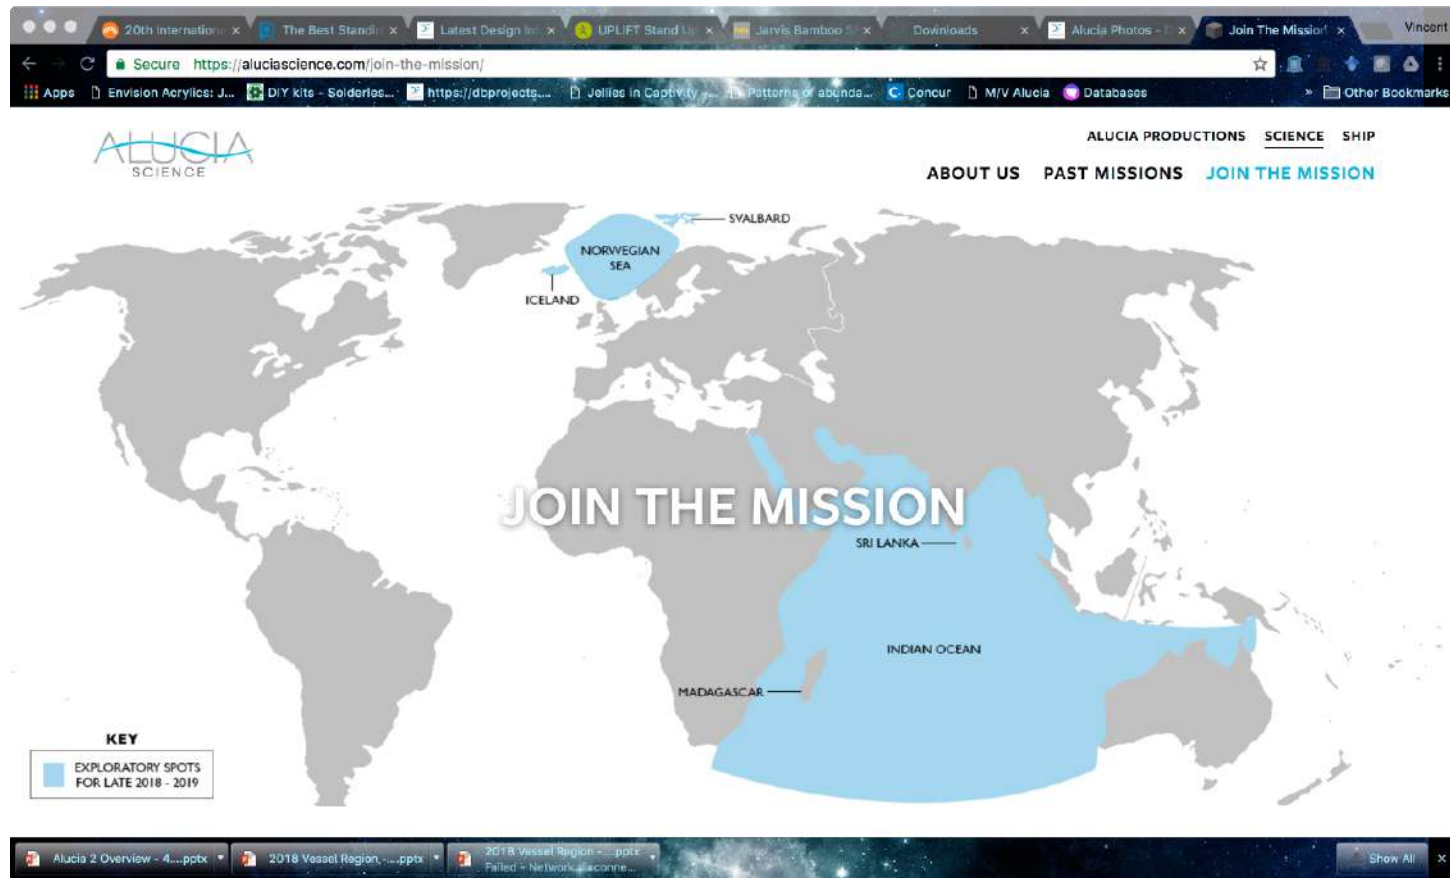 20th Internation
The Best Standin
Latest Design In
UPLIFT Stand Up
Jarvis Bamboo S
Downloads
Alucia Photos - D
Join The Mission
Vincent
Secure https://aluciascience.com/join-the-mission/
Apps
Envision Acrylics: J...
DIY kits - Solderles...
https://dbprojects....
Jellies in Captivity -...
Patterns of abunda...
Concur
M/V Alucia
Databases
»
Other Bookmarks
ALUCIA
SCIENCE
ALUCIA PRODUCTIONS SCIENCE SHIP
ABOUT US PAST MISSIONS JOIN THE MISSION
SVALBARD
NORWEGIAN
SEA
ICELAND
JOIN THE MISSION
SRI LANKA
INDIAN OCEAN
MADAGASCAR
KEY
EXPLORATORY SPOTS
FOR LATE 2018 - 2019
Alucia 2 Overview - 4....pptx
2018 Vessel Region,-....pptx
2018 Vessel Region -....pptx
Failed - Network
Show All